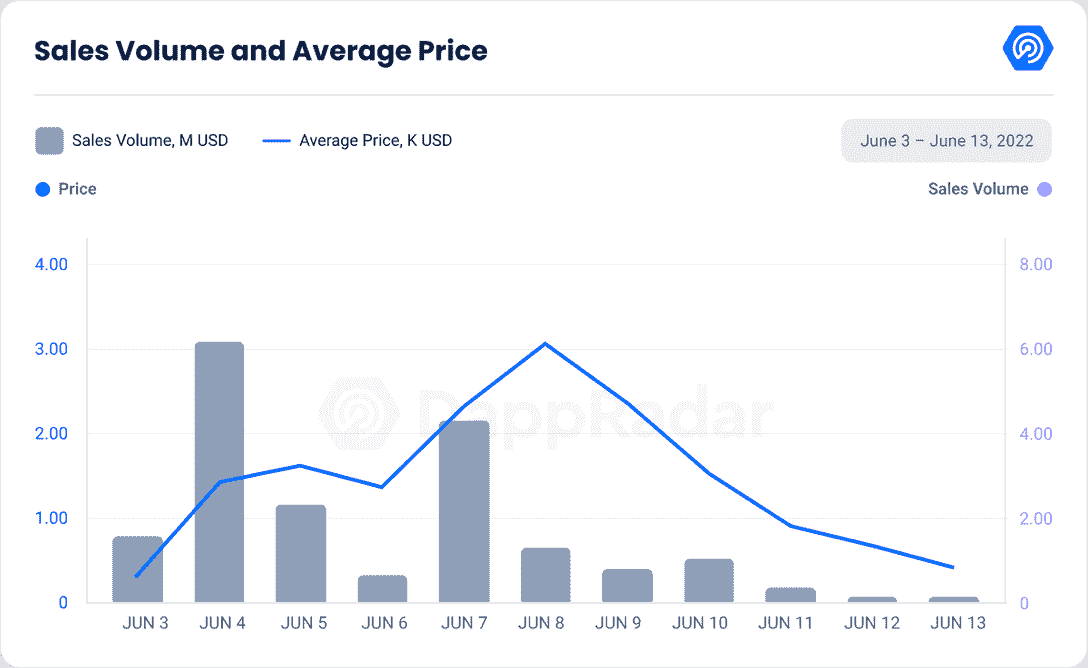 Sales Volume and Average Price
Sales Volume, M USD Average Price, K USD June 3 – June 13, 2022
Price Sales Volume
4.00 8.00
3.00 6.00
DappRadar
2.00 4.00
1.00 2.00
0 0
JUN 3 JUN 4 JUN 5 JUN 6 JUN 7 JUN 8 JUN 9 JUN 10 JUN 11 JUN 12 JUN 13